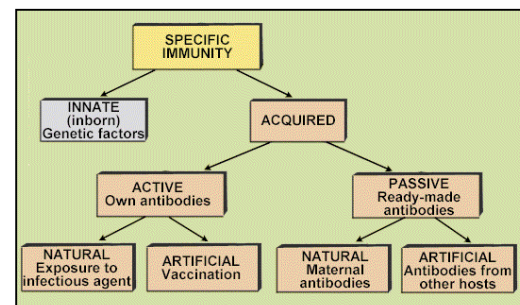 SPECIFIC
IMMUNITY
INNATE
(inborn)
Genetic factors
ACQUIRED
ACTIVE
Own antibodies
PASSIVE
Ready-made
antibodies
NATURAL
Exposure to
infectious agent
ARTIFICIAL
Vaccination
NATURAL
Maternal
antibodies
ARTIFICIAL
Antibodies from
other hosts